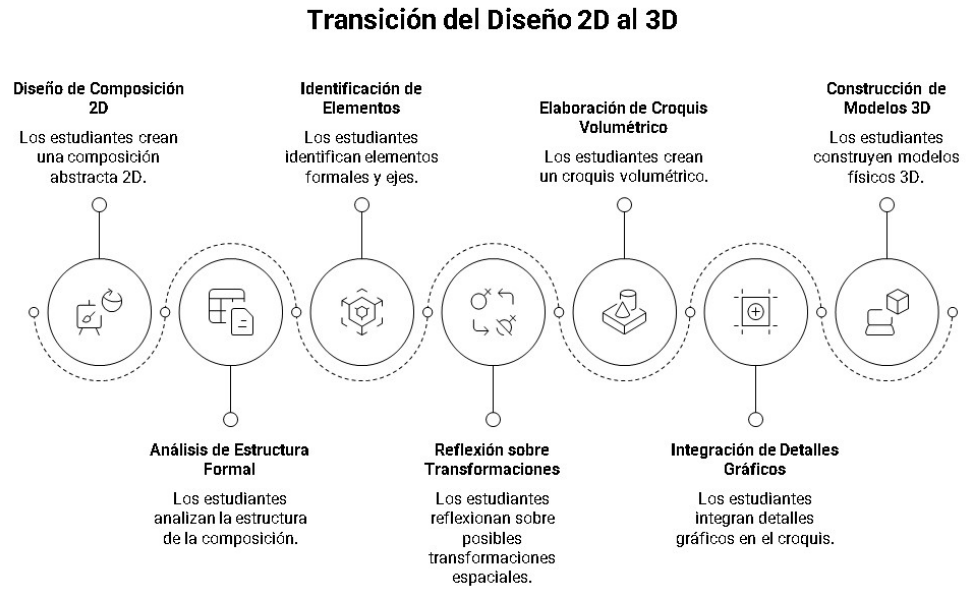 Transición del Diseño 2D al 3D
Diseño de Composición
2D
Los estudiantes crean
una composición
abstracta 2D.
Análisis de Estructura
Formal
Los estudiantes
analizan la estructura
de la composición.
Identificación de
Elementos
Los estudiantes
identifican elementos
formales y ejes.
Reflexión sobre
Transformaciones
Los estudiantes
reflexionan sobre
posibles
transformaciones
espaciales.
Elaboración de Croquis
Volumétrico
Los estudiantes crean
un croquis volumétrico.
Integración de Detalles
Gráficos
Los estudiantes
integran detalles
gráficos en el croquis.
Construcción de
Modelos 3D
Los estudiantes
construyen modelos
físicos 3D.